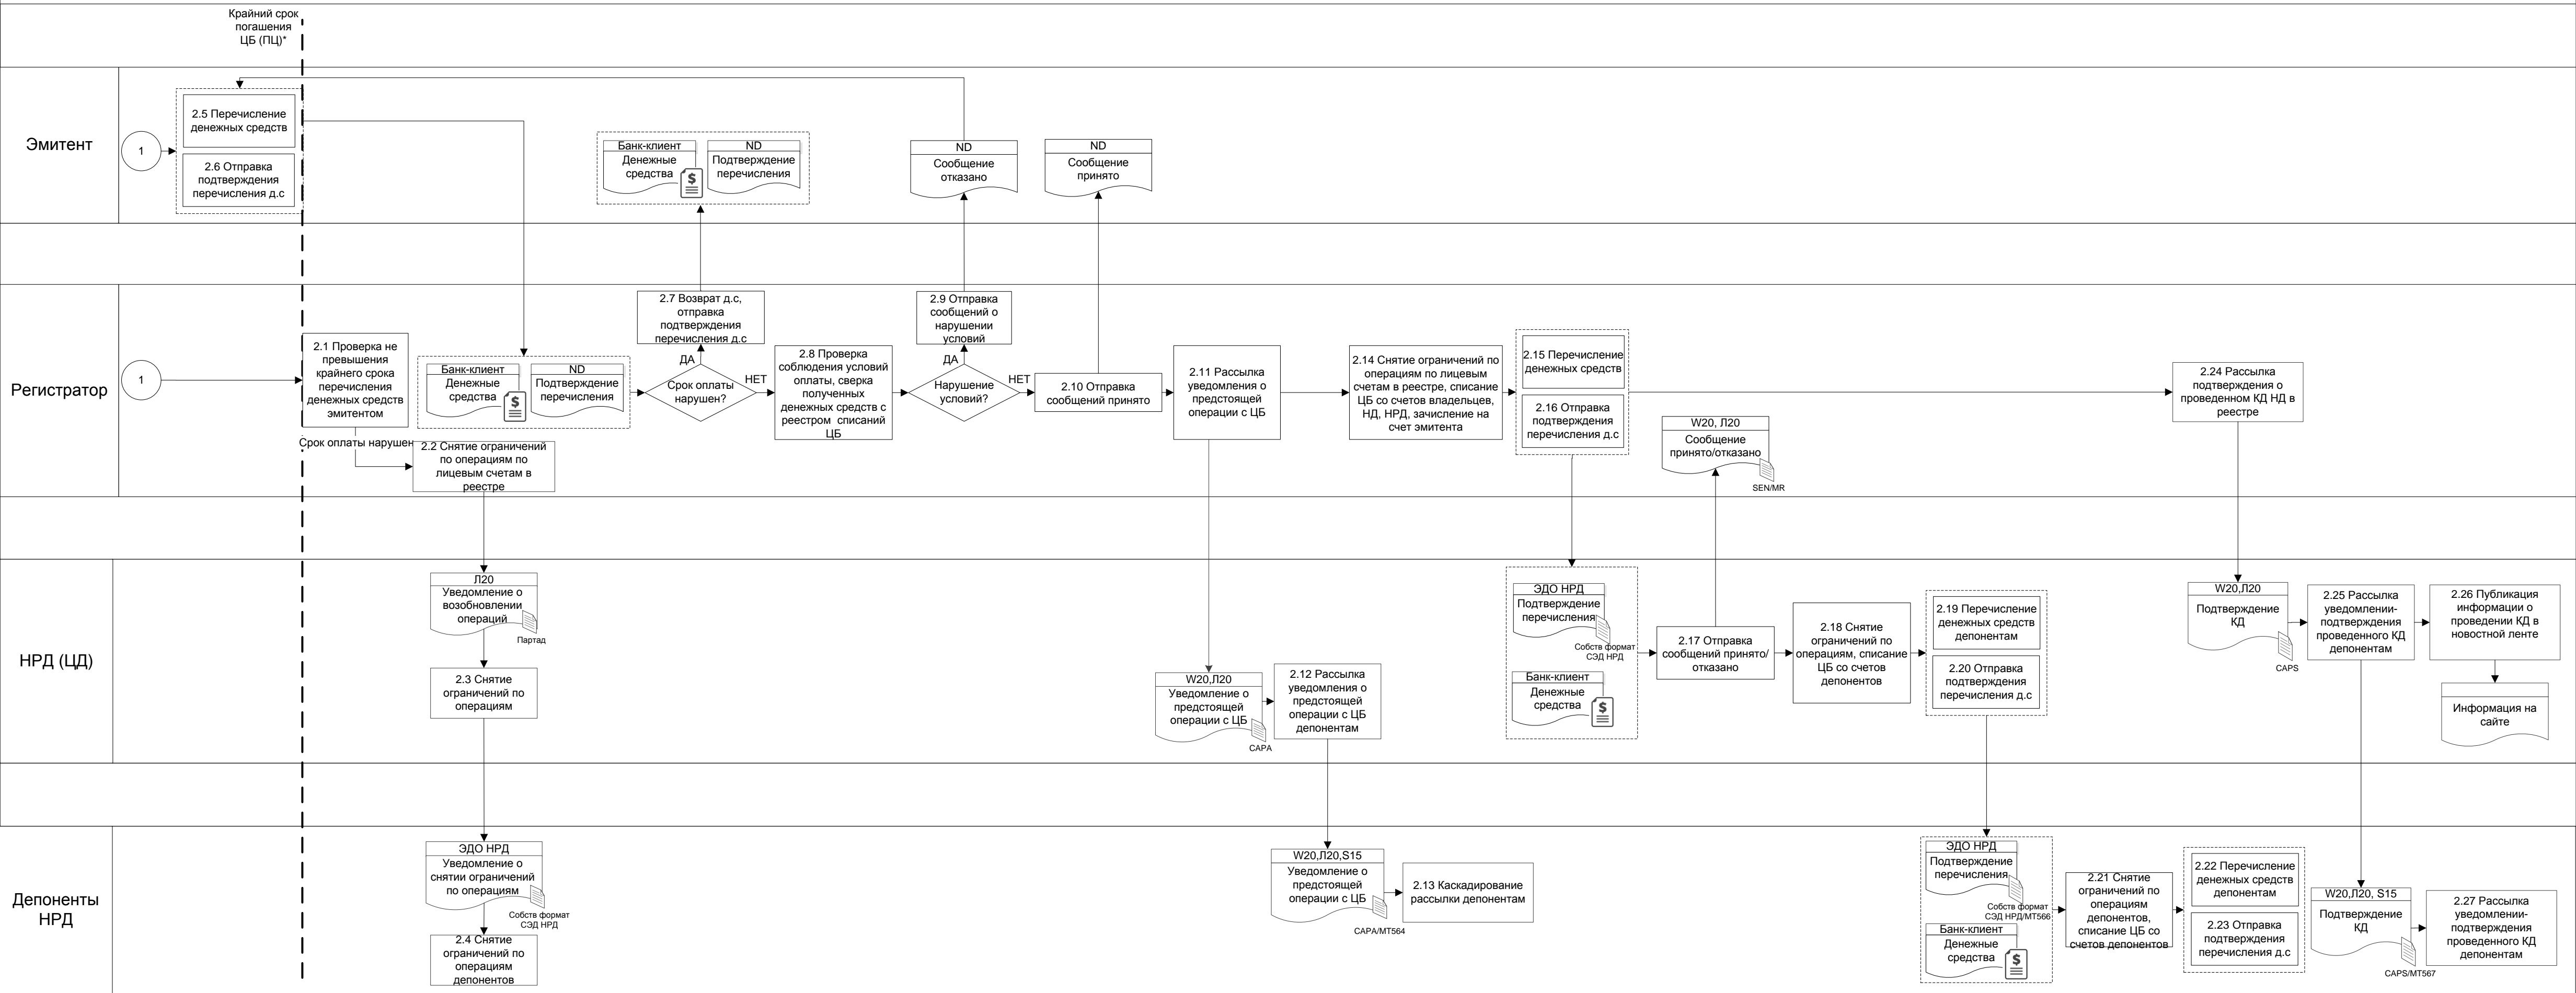 Крайний срок
погашения
ЦБ (ПЦ)*
Эмитент
1
2.5 Перечисление
денежных средств
2.6 Отправка
подтверждения
перечисления д.с
Банк-клиент
Денежные
средства
ND
Подтверждение
перечисления
ND
Сообщение
отказано
ND
Сообщение
принято
Регистратор
1
2.1 Проверка не
превышения
крайнего срока
перечисления
денежных средств
эмитентом
Срок оплаты нарушен
2.2 Снятие ограничений
по операциям по
лицевым счетам в
реестре
Банк-клиент
Денежные
средства
ND
Подтверждение
перечисления
2.7 Возврат д.с,
отправка
подтверждения
перечисления д.с
ДА
Срок оплаты
нарушен?
НЕТ
2.8 Проверка
соблюдения условий
оплаты, сверка
полученных
денежных средств с
реестром списаний
ЦБ
2.9 Отправка
сообщений о
нарушении
условий
ДА
Нарушение
условий?
НЕТ
2.10 Отправка
сообщений принято
2.11 Рассылка
уведомления о
предстоящей
операции с ЦБ
2.14 Снятие ограничений по
операциям по лицевым
счетам в реестре, списание
ЦБ со счетов владельцев,
НД, НРД, зачисление на
счет эмитента
2.15 Перечисление
денежных средств
2.16 Отправка
подтверждения
перечисления д.с
W20, Л20
Сообщение
принято/отказано
SEN/MR
2.24 Рассылка
подтверждения о
проведенном КД НД в
реестре
НРД (ЦД)
Л20
Уведомление о
возобновлении
операций
Партад
2.3 Снятие
ограничений по
операциям
W20,Л20
Уведомление о
предстоящей
операции с ЦБ
CAPA
2.12 Рассылка
уведомления о
предстоящей
операции с ЦБ
депонентам
ЭДО НРД
Подтверждение
перечисления
Собств формат
СЭД НРД
Банк-клиент
Денежные
средства
2.17 Отправка
сообщений принято/
отказано
2.18 Снятие
ограничений по
операциям, списание
ЦБ со счетов
депонентов
2.19 Перечисление
денежных средств
депонентам
2.20 Отправка
подтверждения
перечисления д.с
W20,Л20
Подтверждение
КД
CAPS
2.25 Рассылка
уведомлении-
подтверждения
проведенного КД
депонентам
2.26 Публикация
информации о
проведении КД в
новостной ленте
Информация на
сайте
Депоненты
НРД
ЭДО НРД
Уведомление о
снятии ограничений
по операциям
Собств формат
СЭД НРД
2.4 Снятие
ограничений по
операциям
депонентов
W20,Л20,S15
Уведомление о
предстоящей
операции с ЦБ
CAPA/MT564
2.13 Каскадирование
рассылки депонентам
ЭДО НРД
Подтверждение
перечисления
Собств формат
СЭД НРД/MT566
Банк-клиент
Денежные
средства
2.21 Снятие
ограничений по
операциям
депонентов,
списание ЦБ со
счетов депонентов
2.22 Перечисление
денежных средств
депонентам
2.23 Отправка
подтверждения
перечисления д.с
W20,Л20, S15
Подтверждение
КД
CAPS/MT567
2.27 Рассылка
уведомлении-
подтверждения
проведенного КД
депонентам